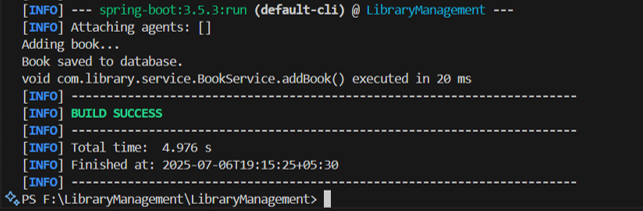 [INFO] --- spring-boot:3.5.3:run (default-cli) @ LibraryManagement ---
[INFO] Attaching agents: []
Adding book...
Book saved to database.
void com.library.service.BookService.addBook() executed in 20 ms
[INFO] ------------------------------------------------------------------------
[INFO] BUILD SUCCESS
[INFO] ------------------------------------------------------------------------
[INFO] Total time:  4.976 s
[INFO] Finished at: 2025-07-06T19:15:25+05:30
[INFO] ------------------------------------------------------------------------
PS F:\LibraryManagement\LibraryManagement>